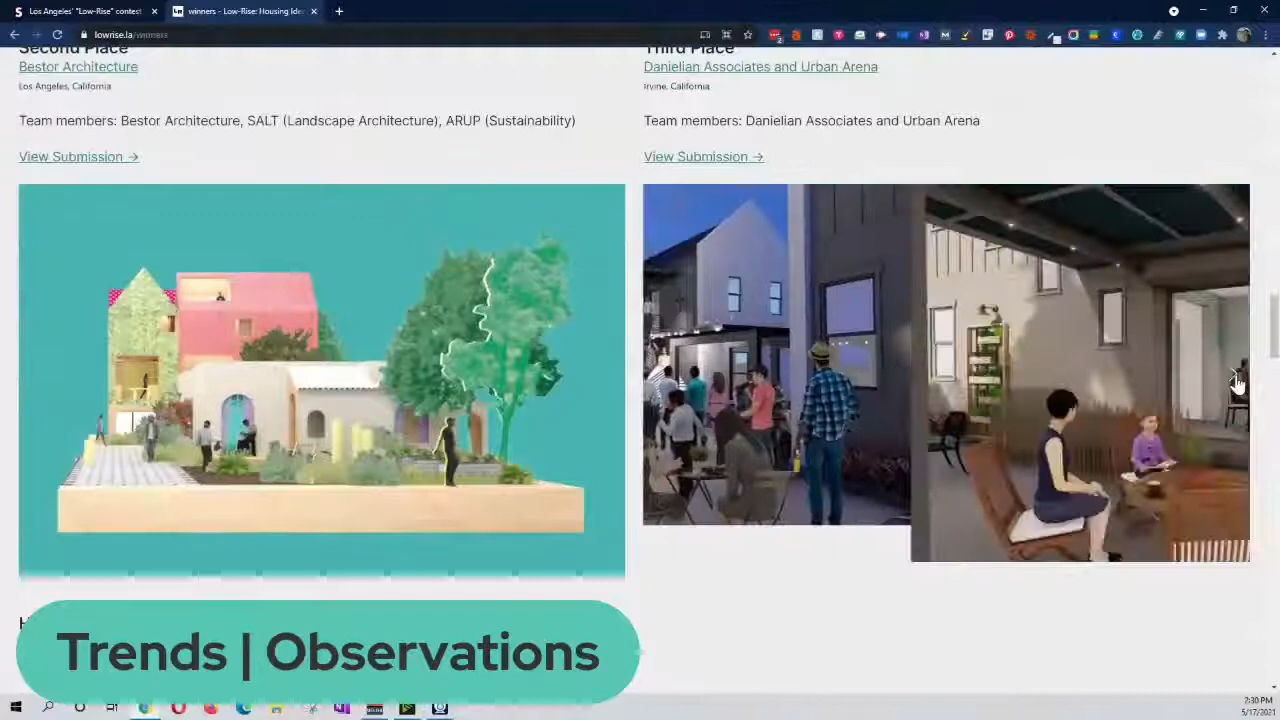 Los Angeles' "Low-Rise" contest
winners - Low-Rise: Housing Ide
lowrise.la/winners
Second Place
Bestor Architecture
Los Angeles, California
Team members: Bestor Architecture, SALT (Landscape Architecture), ARUP (Sustainability)
View Submission →
Third Place
Danielian Associates and Urban Arena
Irvine, California
Team members: Danielian Associates and Urban Arena
View Submission →
Trends | Observations
7:30 PM
5/17/2021